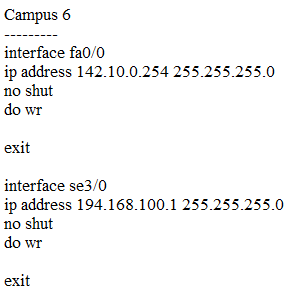 Campus 6
---------
interface fa0/0
ip address 142.10.0.254 255.255.255.0
no shut
do wr
exit
interface se3/0
ip address 194.168.100.1 255.255.255.0
no shut
do wr
exit